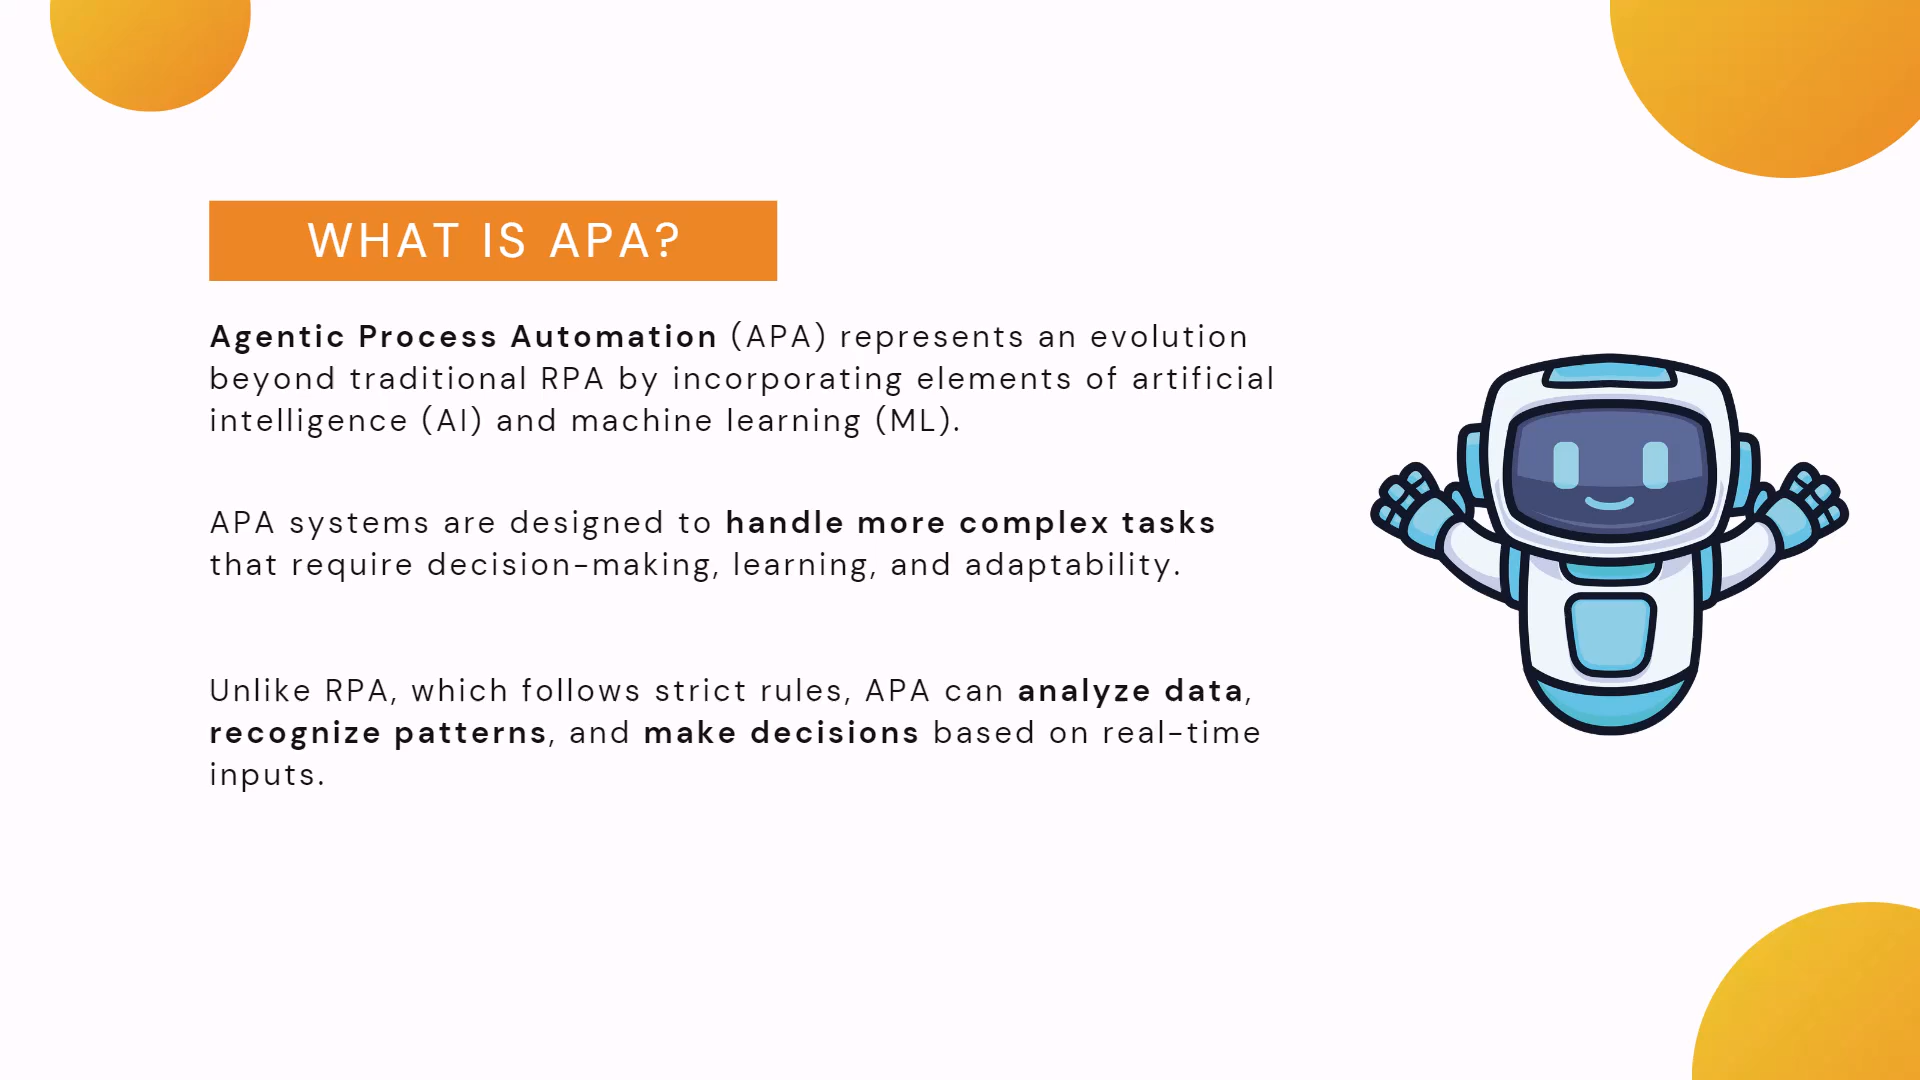 WHAT IS APA?
Agentic Process Automation (APA) represents an evolution
beyond traditional RPA by incorporating elements of artificial
intelligence (AI) and machine learning (ML).
APA systems are designed to handle more complex tasks
that require decision-making, learning, and adaptability.
Unlike RPA, which follows strict rules, APA can analyze data,
recognize patterns, and make decisions based on real-time
inputs.